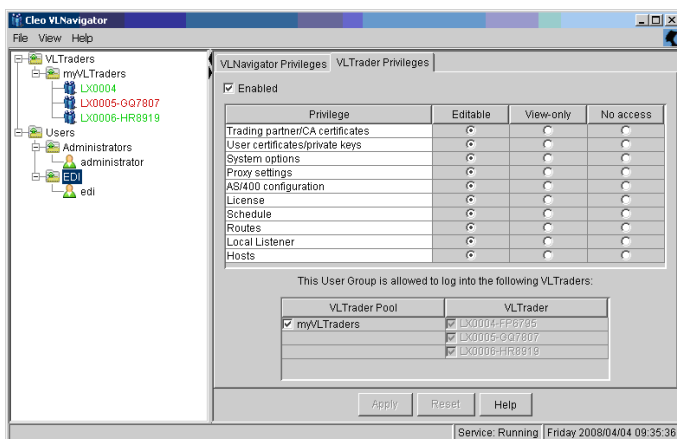 Cleo VLNavigator
File View Help
VLTraders
myVLTraders
LX0004
LX0005-GQ7807
LX0006-HR8919
Users
Administrators
administrator
EDI
edi
VLNavigator Privileges VLTrader Privileges
Enabled
Privilege Editable View-only No access
Trading partner/CA certificates
User certificates/private keys
System options
Proxy settings
AS/400 configuration
License
Schedule
Routes
Local Listener
Hosts
This User Group is allowed to log into the following VLTraders:
VLTrader Pool VLTrader
myVLTraders LX0004-FP6795
LX0005-GQ7807
LX0006-HR8919
Apply Reset Help
Service: Running Friday 2008/04/04 09:35:36